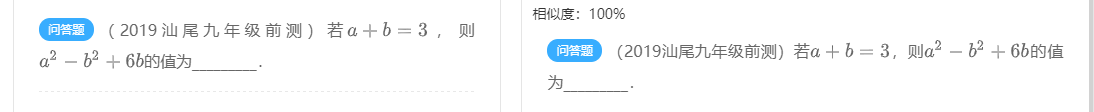 问答题 （2019汕尾九年级前测）若a + b = 3，则
a² − b² + 6b的值为________．
相似度：100%
问答题 （2019汕尾九年级前测）若a + b = 3，则a² − b² + 6b的值
为________．